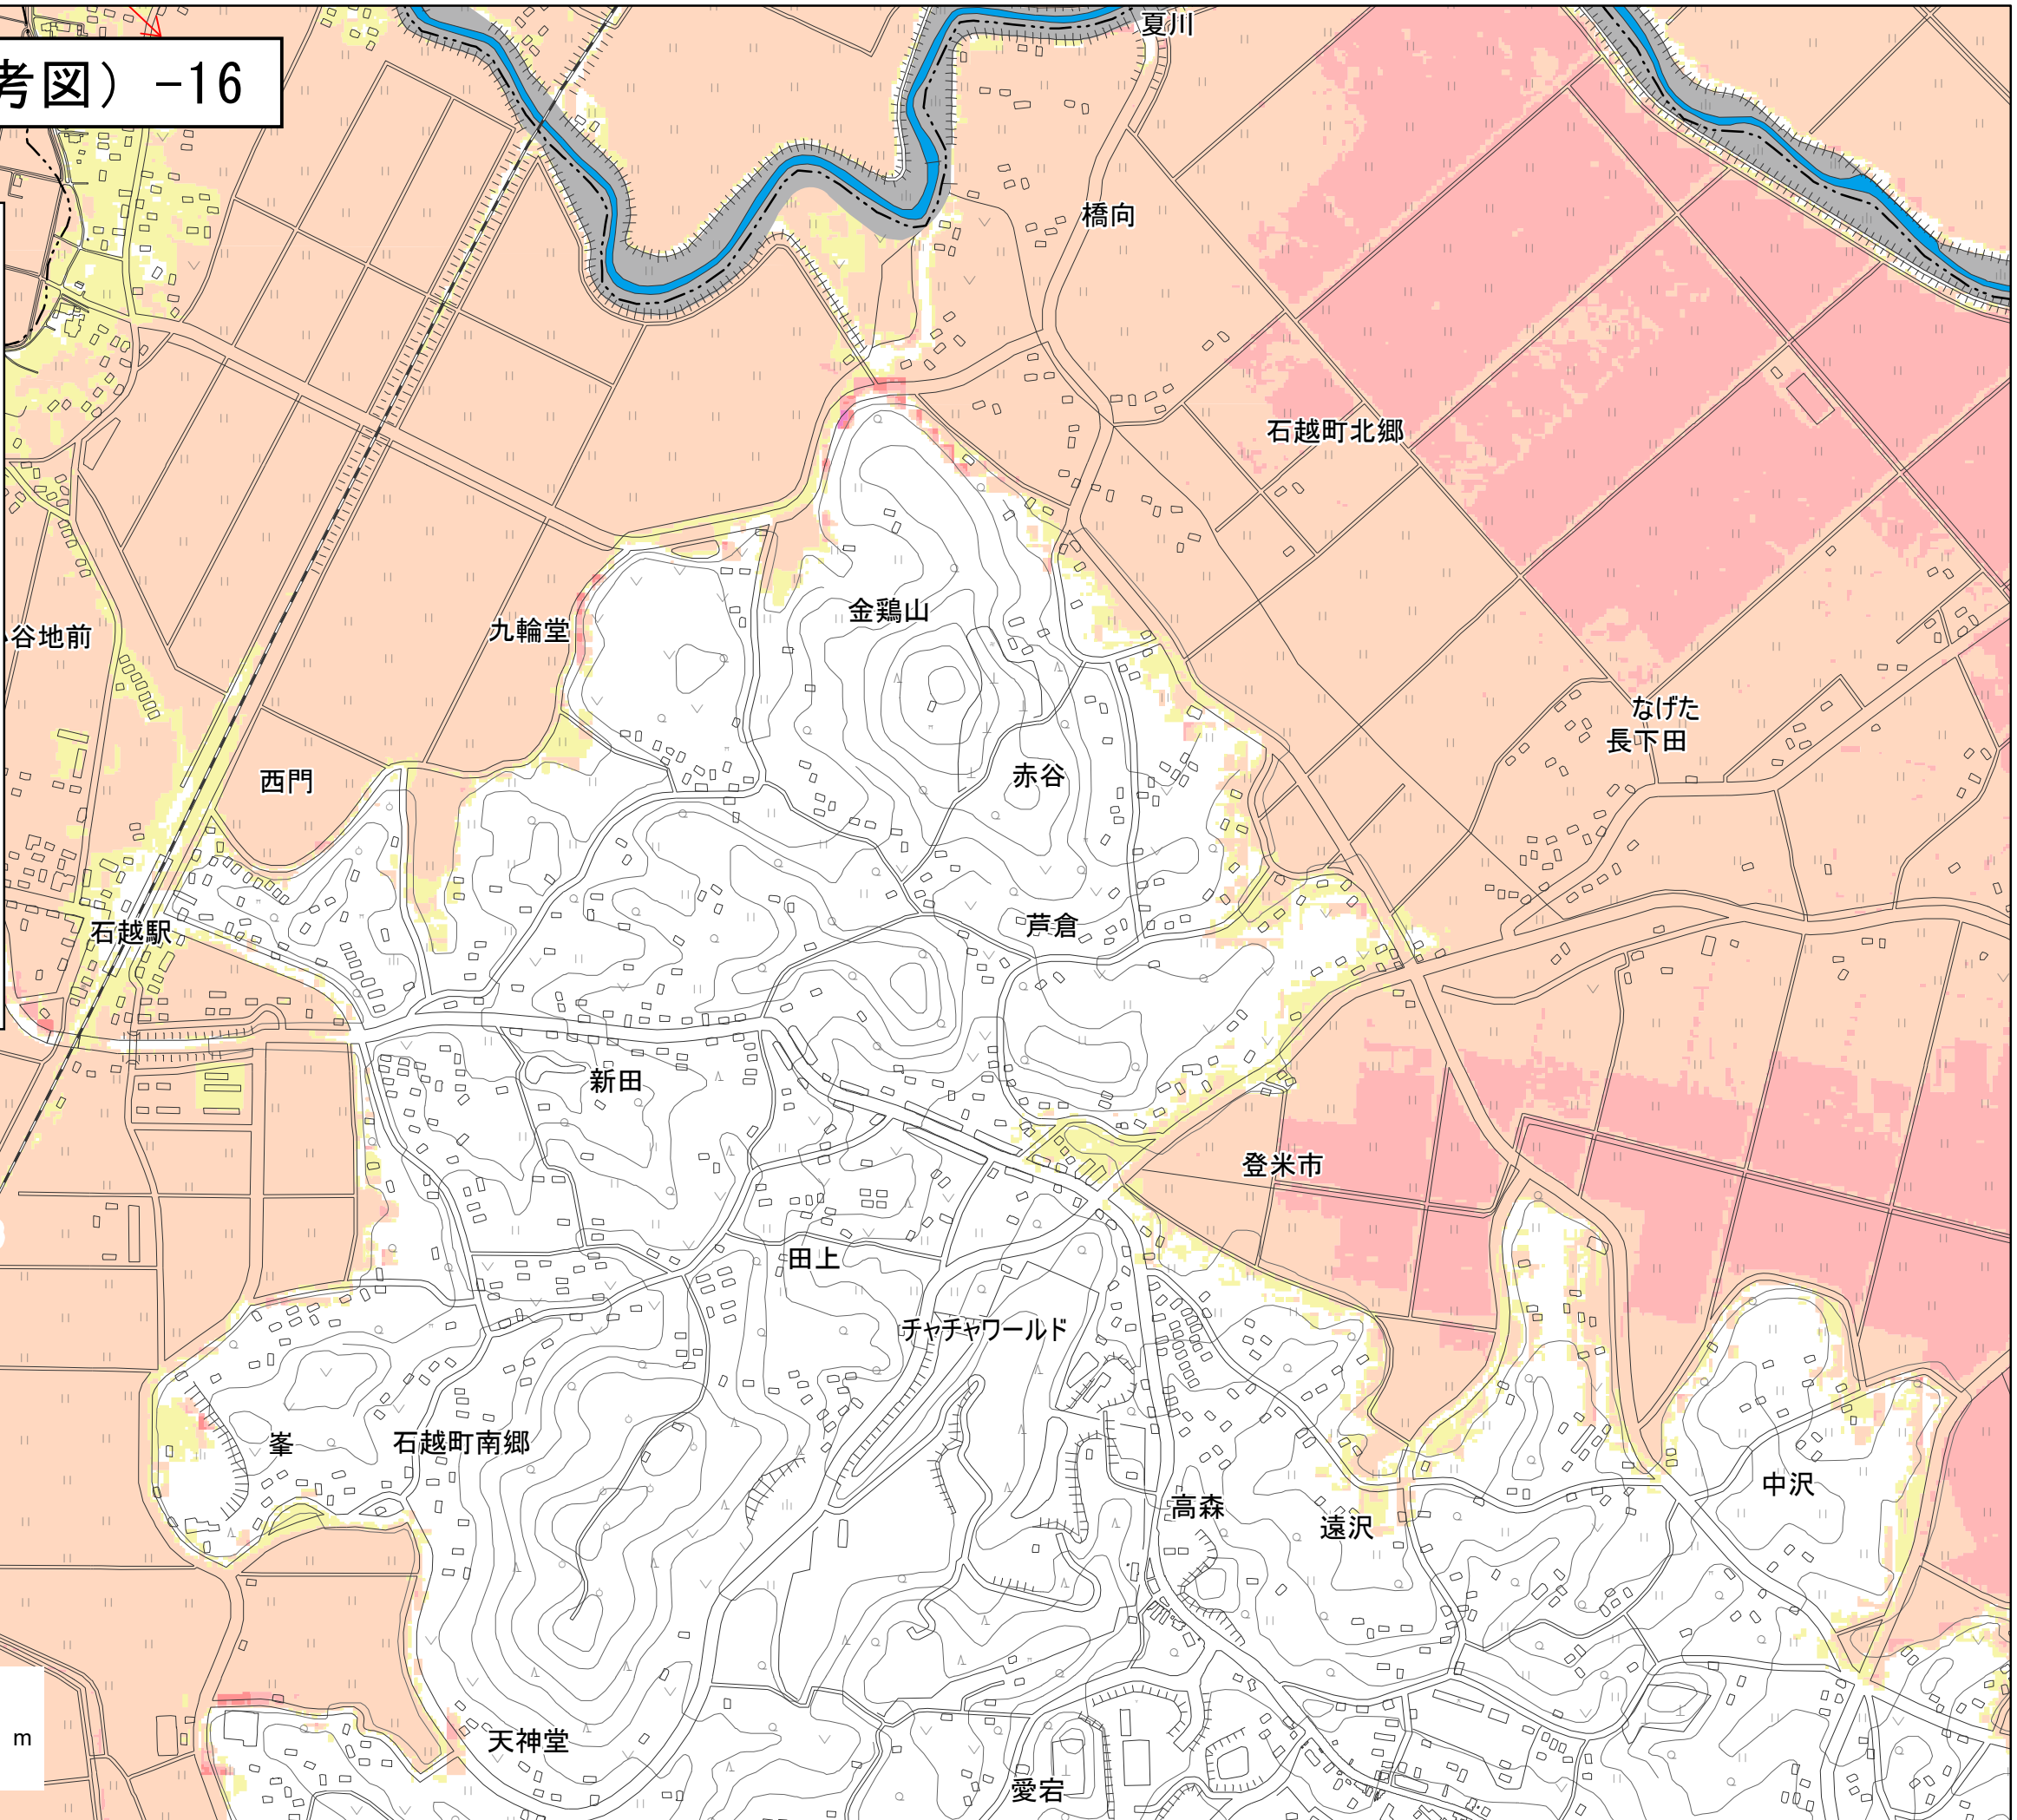 夏川
考図）-16
橋向
石越町北郷
金鶏山
九輪堂
谷地前
なげた
長下田
西門
赤谷
芦倉
石越駅
新田
登米市
田上
チャチャワールド
石越町南郷
峯
中沢
高森
遠沢
天神堂
m
愛宕